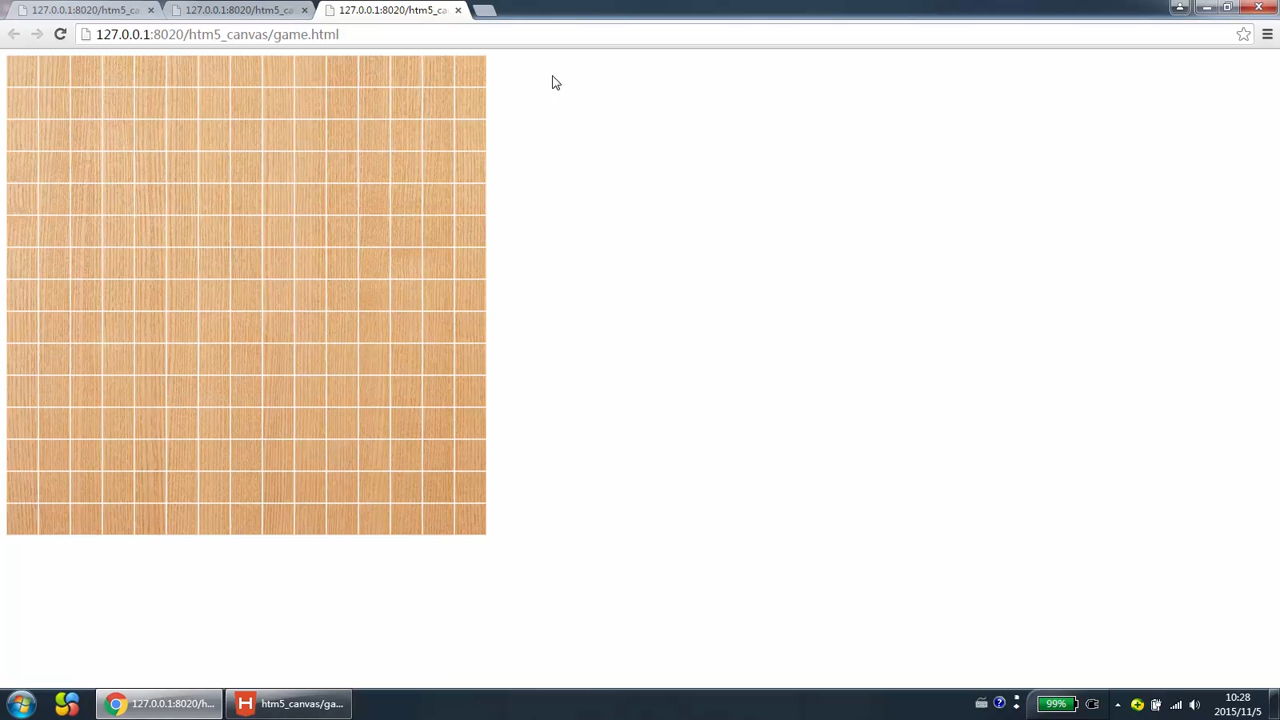 127.0.0.1:8020/htm5_ca
127.0.0.1:8020/htm5_ca
127.0.0.1:8020/htm5_ca
127.0.0.1:8020/htm5_canvas/game.html
127.0.0.1:8020/h...
H
htm5_canvas/ga...
99%
10:28
2015/11/5